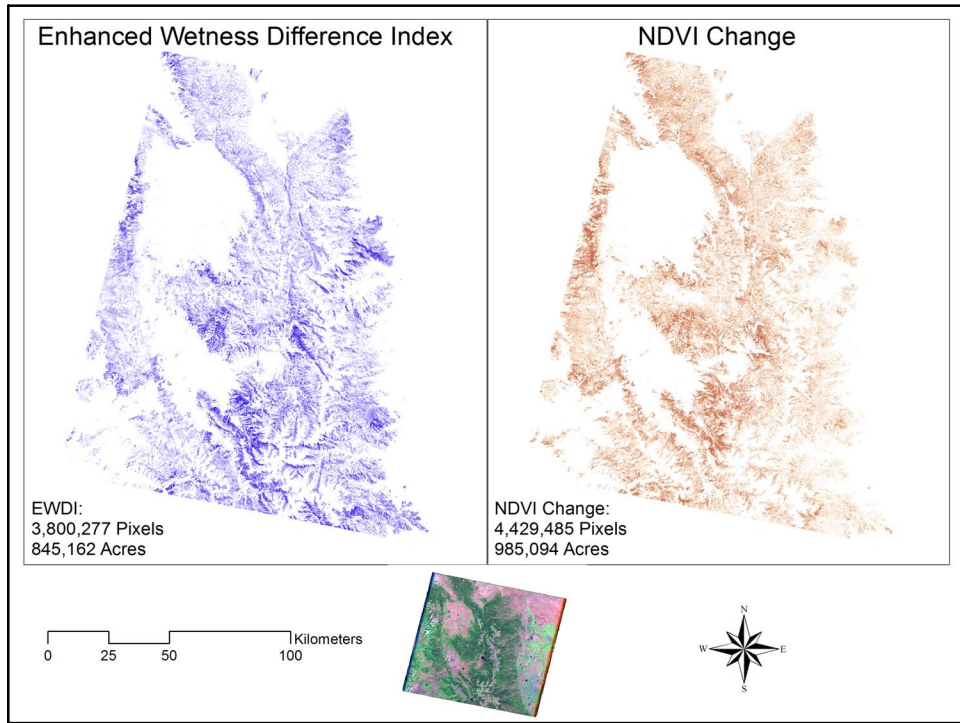 Enhanced Wetness Difference Index
NDVI Change
EWDI:
3,800,277 Pixels
845,162 Acres
NDVI Change:
4,429,485 Pixels
985,094 Acres
Kilometers
0 25 50 100
N
W E
S